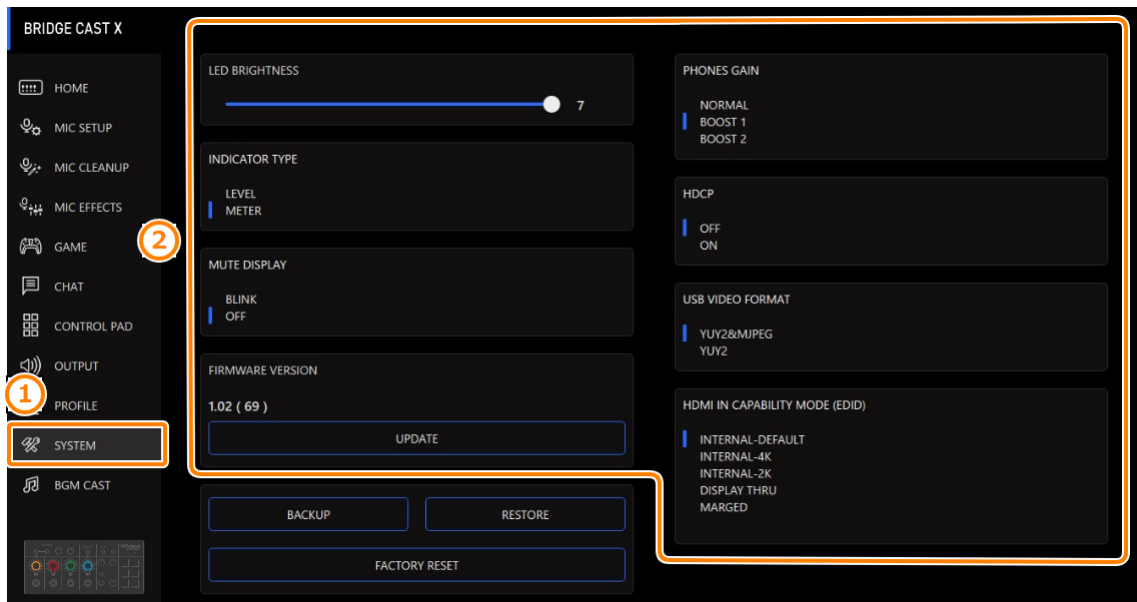 BRIDGE CAST X
HOME
MIC SETUP
MIC CLEANUP
MIC EFFECTS
GAME
CHAT
CONTROL PAD
OUTPUT
PROFILE
SYSTEM
BGM CAST
1
2
LED BRIGHTNESS
7
INDICATOR TYPE
LEVEL
METER
MUTE DISPLAY
BLINK
OFF
FIRMWARE VERSION
1.02 ( 69 )
UPDATE
BACKUP
RESTORE
FACTORY RESET
PHONES GAIN
NORMAL
BOOST 1
BOOST 2
HDCP
OFF
ON
USB VIDEO FORMAT
YUY2&MJPEG
YUY2
HDMI IN CAPABILITY MODE (EDID)
INTERNAL-DEFAULT
INTERNAL-4K
INTERNAL-2K
DISPLAY THRU
MARGED